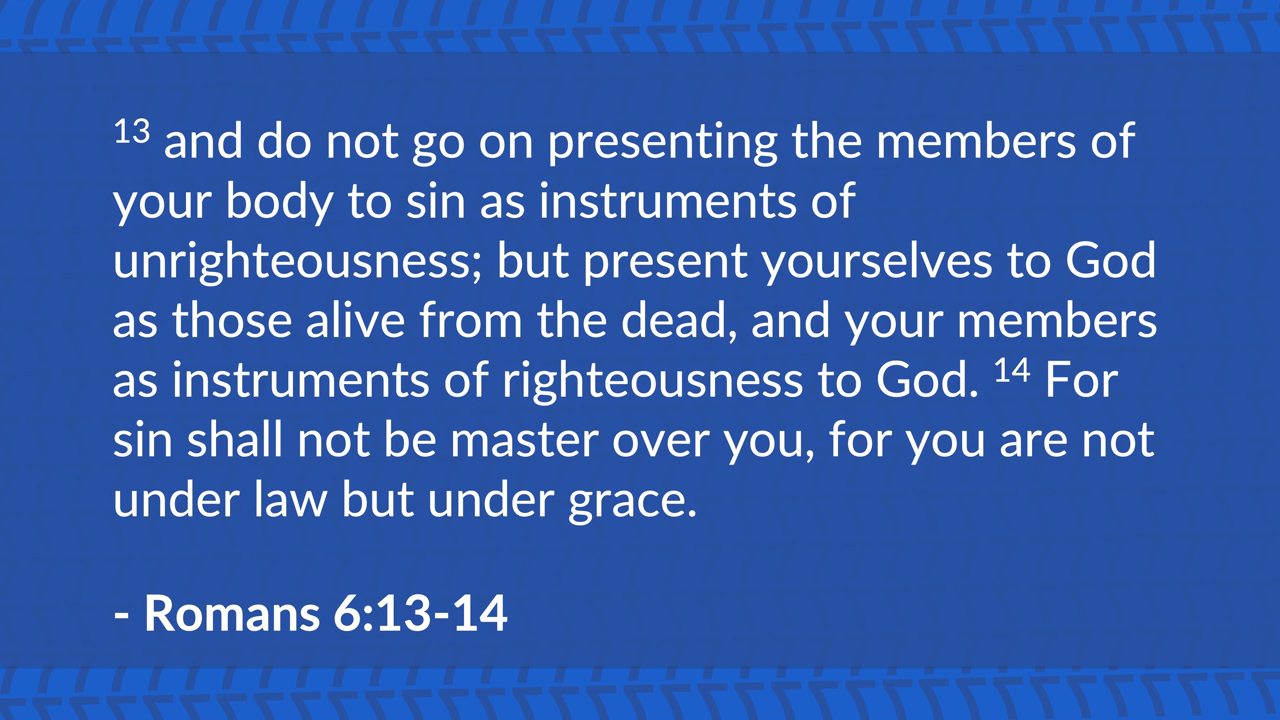 13 and do not go on presenting the members of
your body to sin as instruments of
unrighteousness; but present yourselves to God
as those alive from the dead, and your members
as instruments of righteousness to God. 14 For
sin shall not be master over you, for you are not
under law but under grace.
- Romans 6:13-14